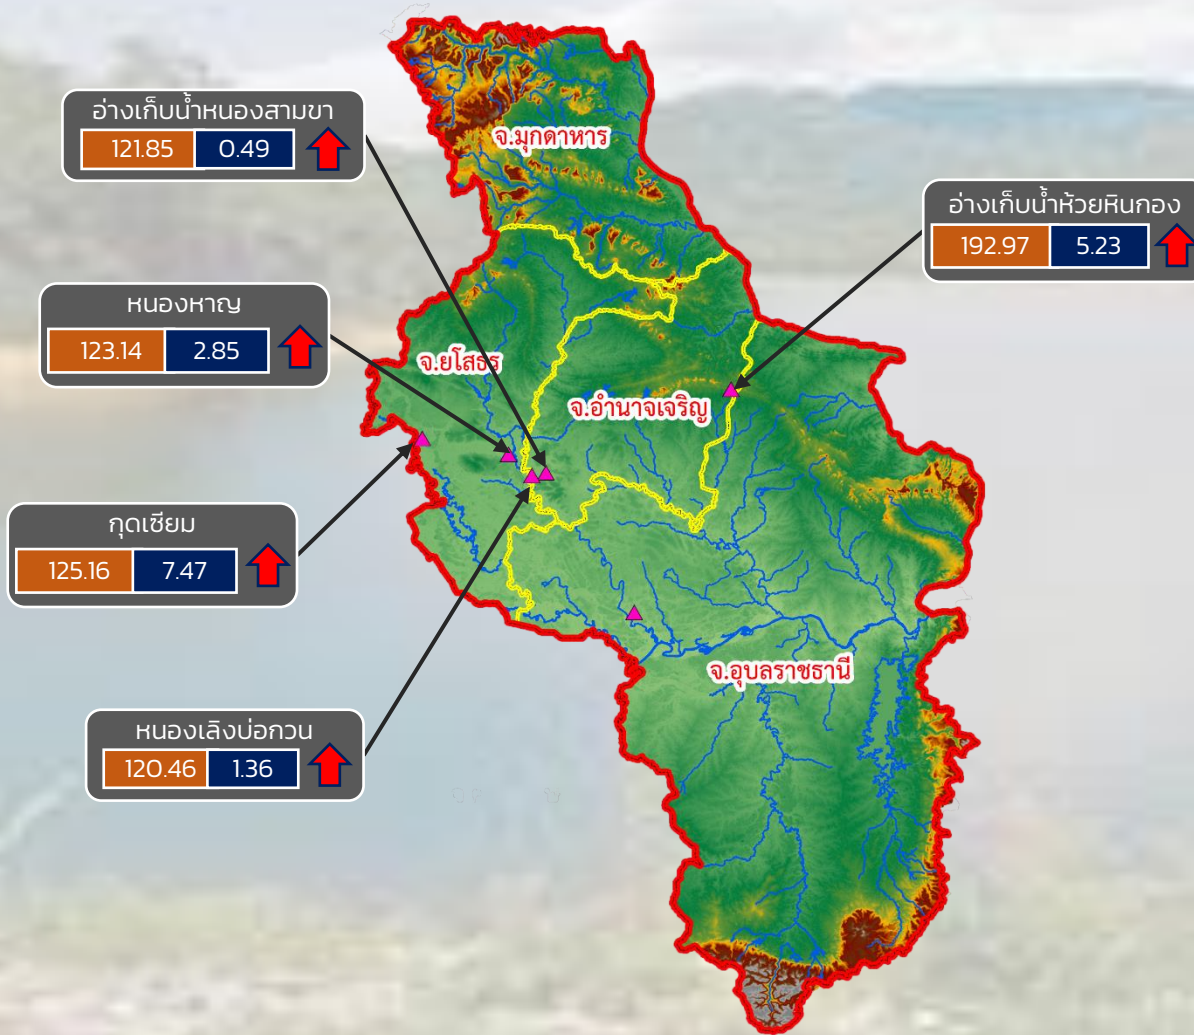 อ่างเก็บน้ำหนองสามขา
121.85 0.49
จ.มุกดาหาร
อ่างเก็บน้ำห้วยหินกอง
192.97 5.23
หนองหาญ
123.14 2.85
จ.ยโสธร
จ.อำนาจเจริญ
กุดเซียม
125.16 7.47
จ.อุบลราชธานี
หนองเลิงบ่อกวน
120.46 1.36